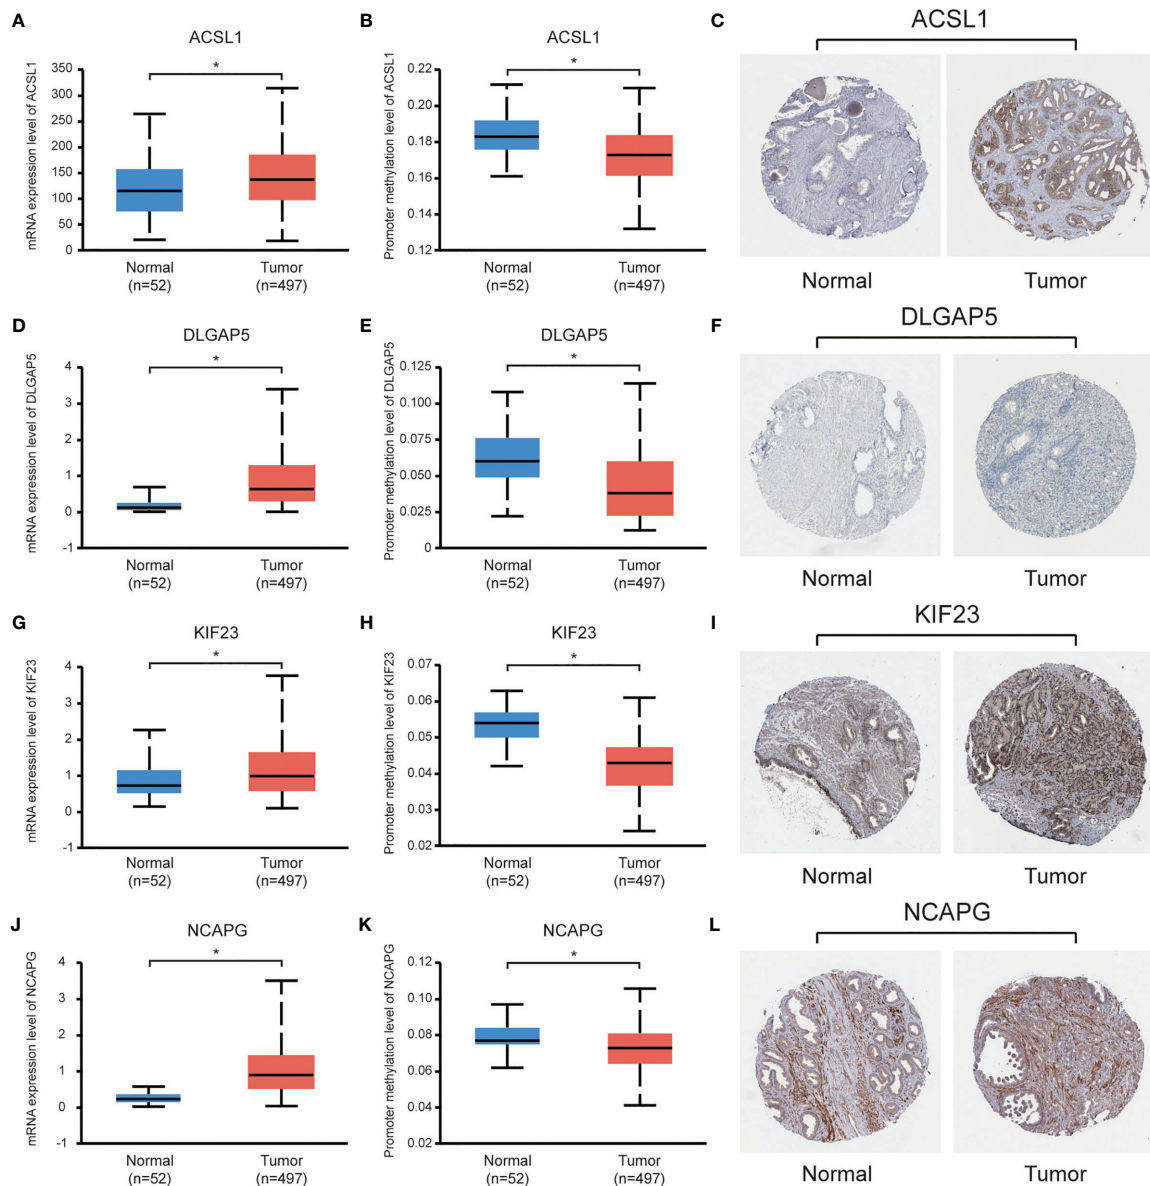 A
ACSL1
mRNA expression level of ACSL1
350
300
250
200
150
100
50
0
*
Normal
(n=52)
Tumor
(n=497)
B
ACSL1
Promoter methylation level of ACSL1
0.22
0.20
0.18
0.16
0.14
0.12
*
Normal
(n=52)
Tumor
(n=497)
C
ACSL1
Normal
Tumor
D
DLGAP5
mRNA expression level of DLGAP5
4
3
2
1
0
-1
*
Normal
(n=52)
Tumor
(n=497)
E
DLGAP5
Promoter methylation level of DLGAP5
0.125
0.100
0.075
0.050
0.025
0
*
Normal
(n=52)
Tumor
(n=497)
F
DLGAP5
Normal
Tumor
G
KIF23
mRNA expression level of KIF23
4
3
2
1
0
-1
*
Normal
(n=52)
Tumor
(n=497)
H
KIF23
Promoter methylation level of KIF23
0.07
0.06
0.05
0.04
0.03
0.02
*
Normal
(n=52)
Tumor
(n=497)
I
KIF23
Normal
Tumor
J
NCAPG
mRNA expression level of NCAPG
4
3
2
1
0
-1
*
Normal
(n=52)
Tumor
(n=497)
K
NCAPG
Promoter methylation level of NCAPG
0.12
0.10
0.08
0.06
0.04
0.02
*
Normal
(n=52)
Tumor
(n=497)
L
NCAPG
Normal
Tumor